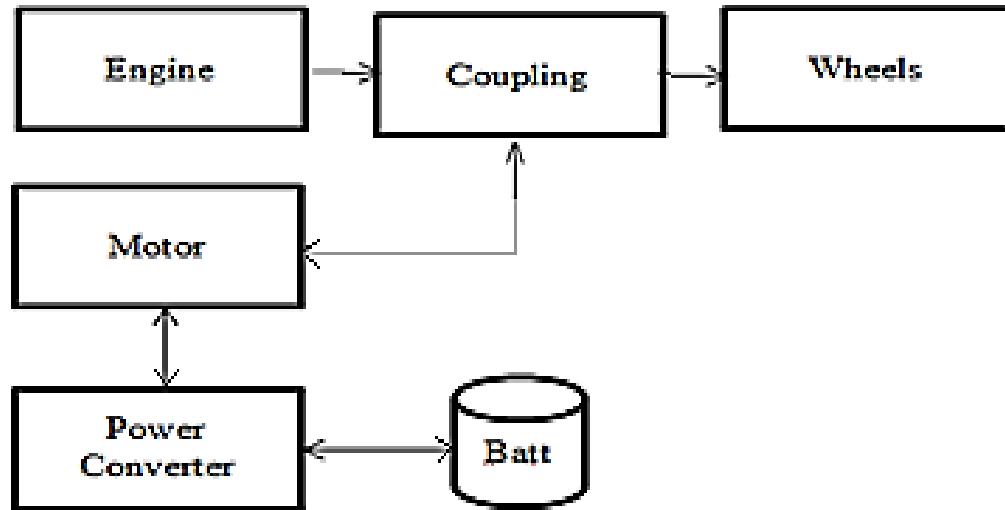 Engine
Coupling
Wheels
Motor
Power
Converter
Batt